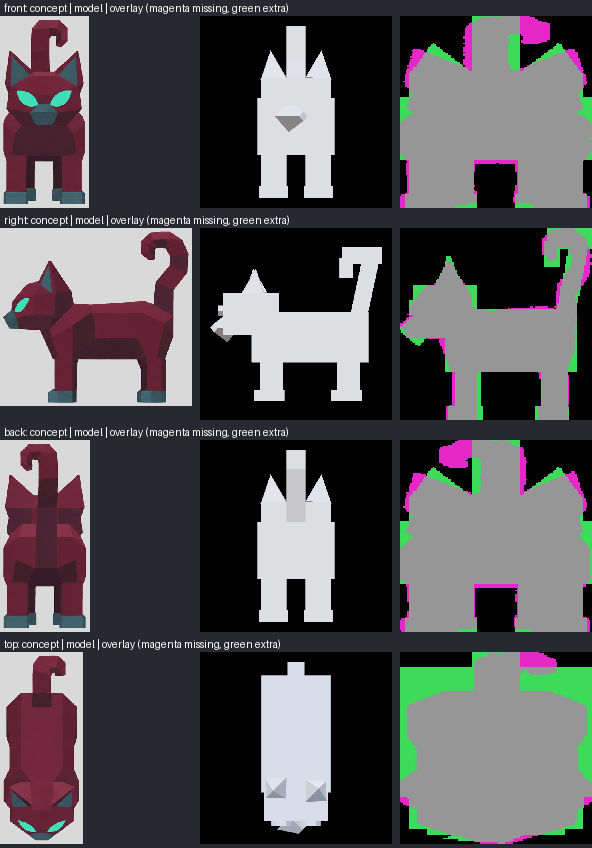 front: concept | model | overlay (magenta missing, green extra)
right: concept | model | overlay (magenta missing, green extra)
back: concept | model | overlay (magenta missing, green extra)
top: concept | model | overlay (magenta missing, green extra)